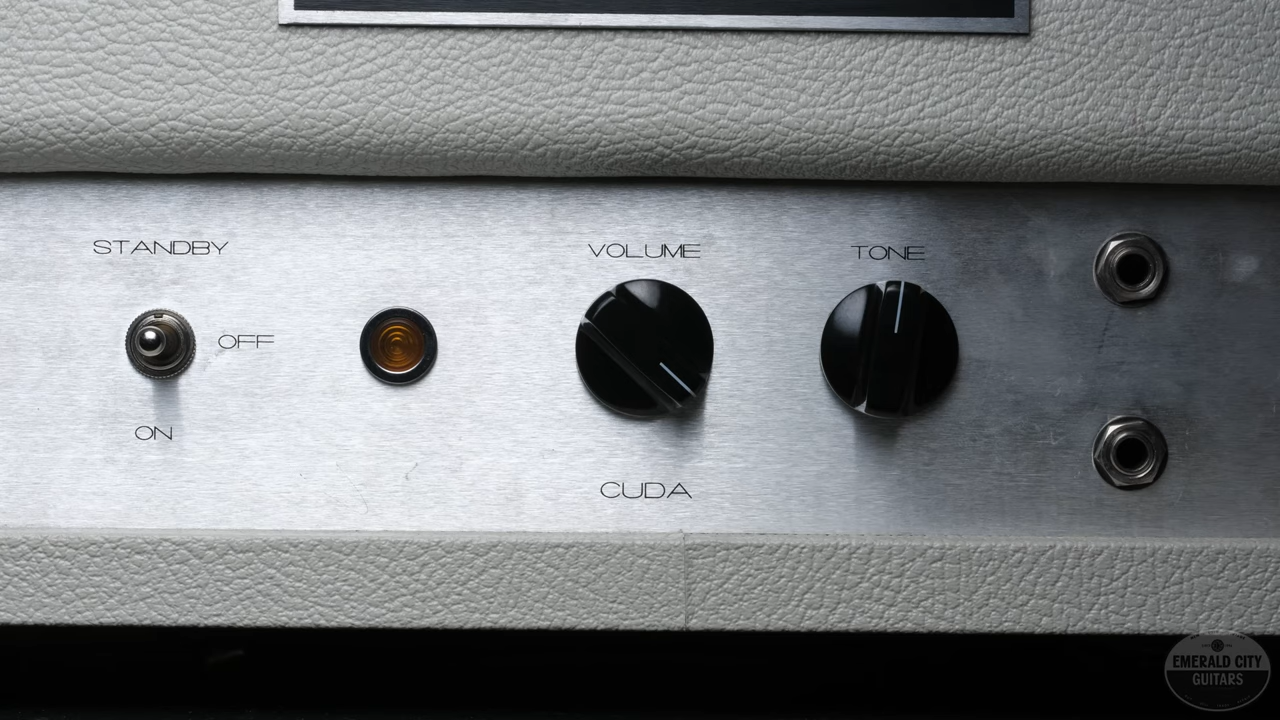 STANDBY
VOLUME
TONE
OFF
ON
CUDA
EMERALD CITY
GUITARS